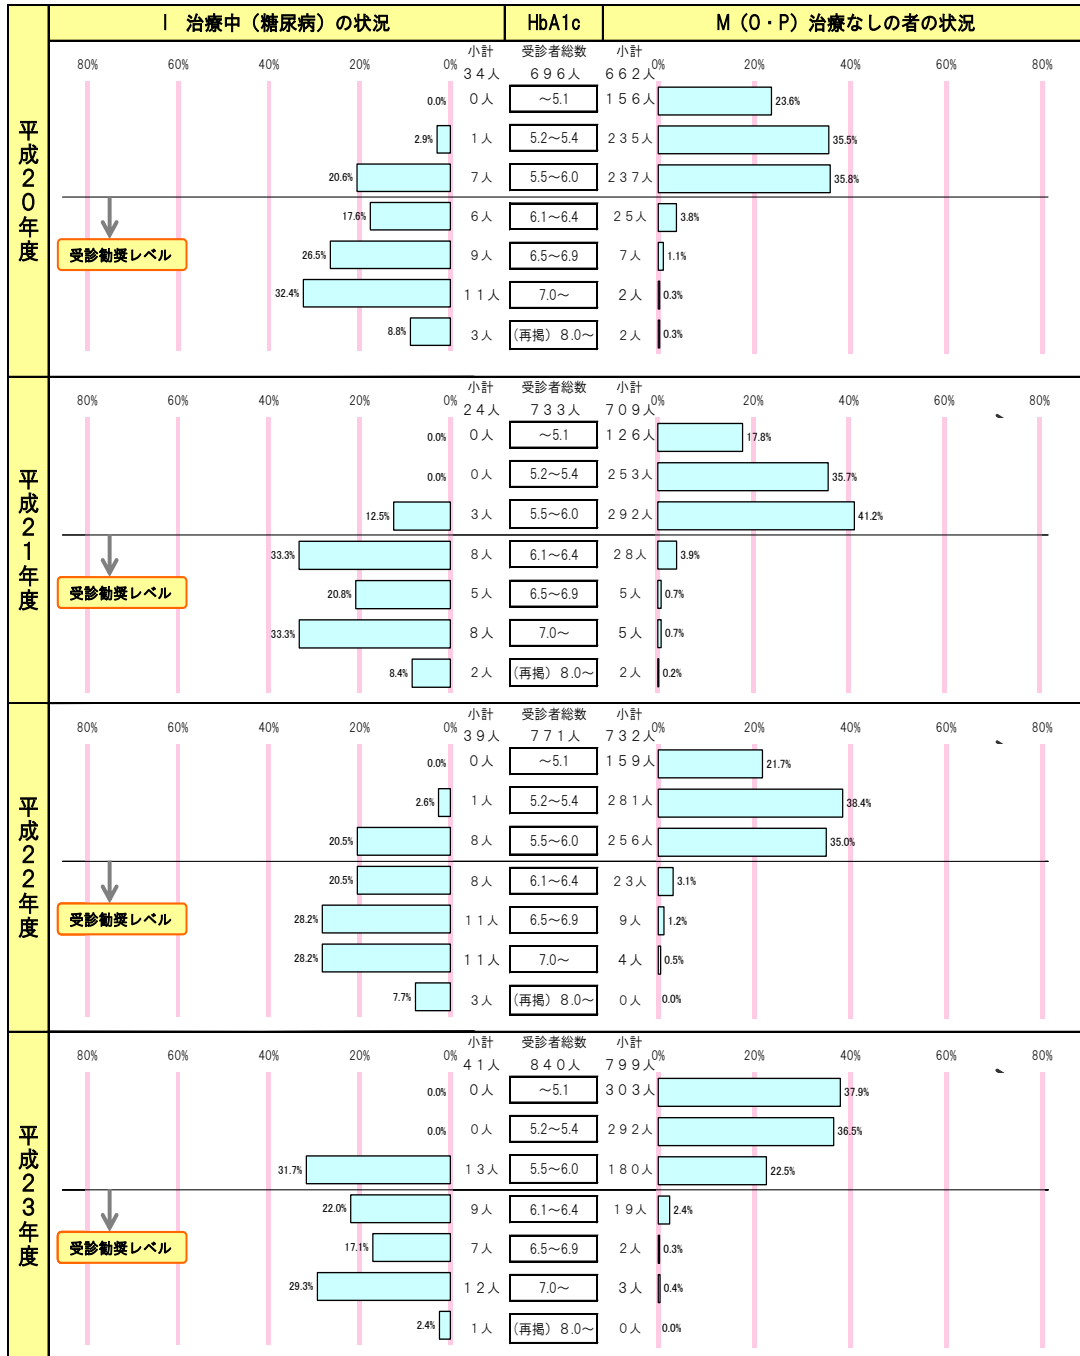 Ⅰ 治療中（糖尿病）の状況 HbA1c M（O・P）治療なしの者の状況
平成20年度
小計 受診者総数 小計
80% 60% 40% 20% 0% 0% 20% 40% 60% 80%
34人 696人 662人
0.0% 0人 ～5.1 156人 23.6%
2.9% 1人 5.2～5.4 235人 35.5%
20.6% 7人 5.5～6.0 237人 35.8%
17.6% 6人 6.1～6.4 25人 3.8%
受診勧奨レベル 26.5% 9人 6.5～6.9 7人 1.1%
32.4% 11人 7.0～ 2人 0.3%
8.8% 3人 (再掲) 8.0～ 2人 0.3%
平成21年度
小計 受診者総数 小計
80% 60% 40% 20% 0% 0% 20% 40% 60% 80%
24人 733人 709人
0.0% 0人 ～5.1 126人 17.8%
0.0% 0人 5.2～5.4 253人 35.7%
12.5% 3人 5.5～6.0 292人 41.2%
33.3% 8人 6.1～6.4 28人 3.9%
受診勧奨レベル 20.8% 5人 6.5～6.9 5人 0.7%
33.3% 8人 7.0～ 5人 0.7%
8.4% 2人 (再掲) 8.0～ 2人 0.2%
平成22年度
小計 受診者総数 小計
80% 60% 40% 20% 0% 0% 20% 40% 60% 80%
39人 771人 732人
0.0% 0人 ～5.1 159人 21.7%
2.6% 1人 5.2～5.4 281人 38.4%
20.5% 8人 5.5～6.0 256人 35.0%
20.5% 8人 6.1～6.4 23人 3.1%
受診勧奨レベル 28.2% 11人 6.5～6.9 9人 1.2%
28.2% 11人 7.0～ 4人 0.5%
7.7% 3人 (再掲) 8.0～ 0人 0.0%
平成23年度
小計 受診者総数 小計
80% 60% 40% 20% 0% 0% 20% 40% 60% 80%
41人 840人 799人
0.0% 0人 ～5.1 303人 37.9%
0.0% 0人 5.2～5.4 292人 36.5%
31.7% 13人 5.5～6.0 180人 22.5%
22.0% 9人 6.1～6.4 19人 2.4%
受診勧奨レベル 17.1% 7人 6.5～6.9 2人 0.3%
29.3% 12人 7.0～ 3人 0.4%
2.4% 1人 (再掲) 8.0～ 0人 0.0%